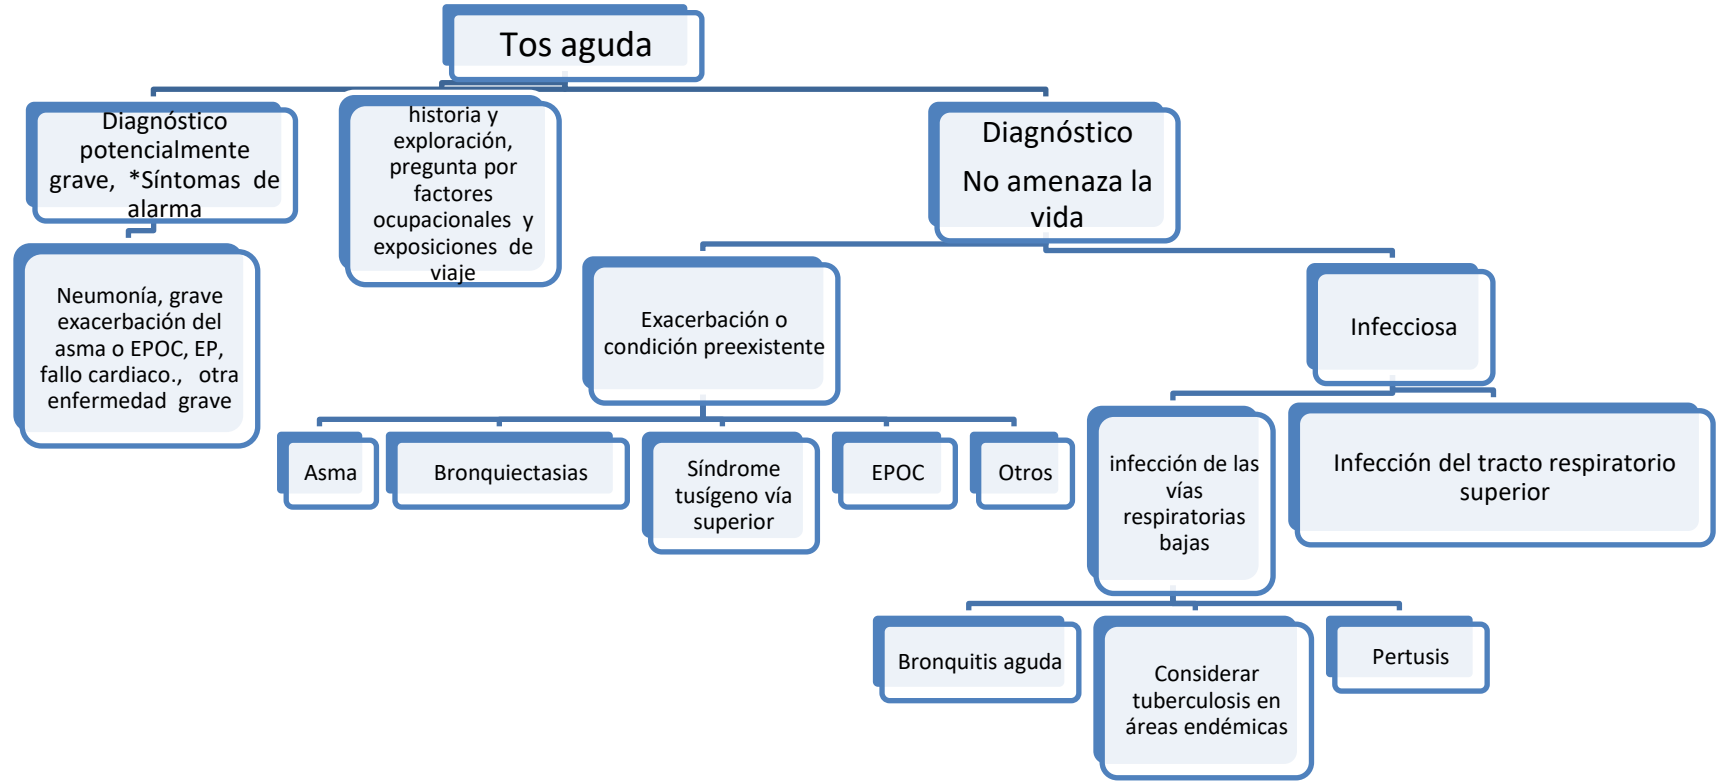 Tos aguda
Diagnóstico
potencialmente
grave, *Síntomas de
alarma
historia y
exploración,
pregunta por
factores
ocupacionales y
exposiciones de
viaje
Diagnóstico
No amenaza la
vida
Neumonía, grave
exacerbación del
asma o EPOC, EP,
fallo cardiaco., otra
enfermedad grave
Exacerbación o
condición preexistente
Infecciosa
Asma
Bronquiectasias
Síndrome
tusígeno vía
superior
EPOC
Otros
infección de las
vías
respiratorias
bajas
Infección del tracto respiratorio
superior
Bronquitis aguda
Considerar
tuberculosis en
áreas endémicas
Pertusis